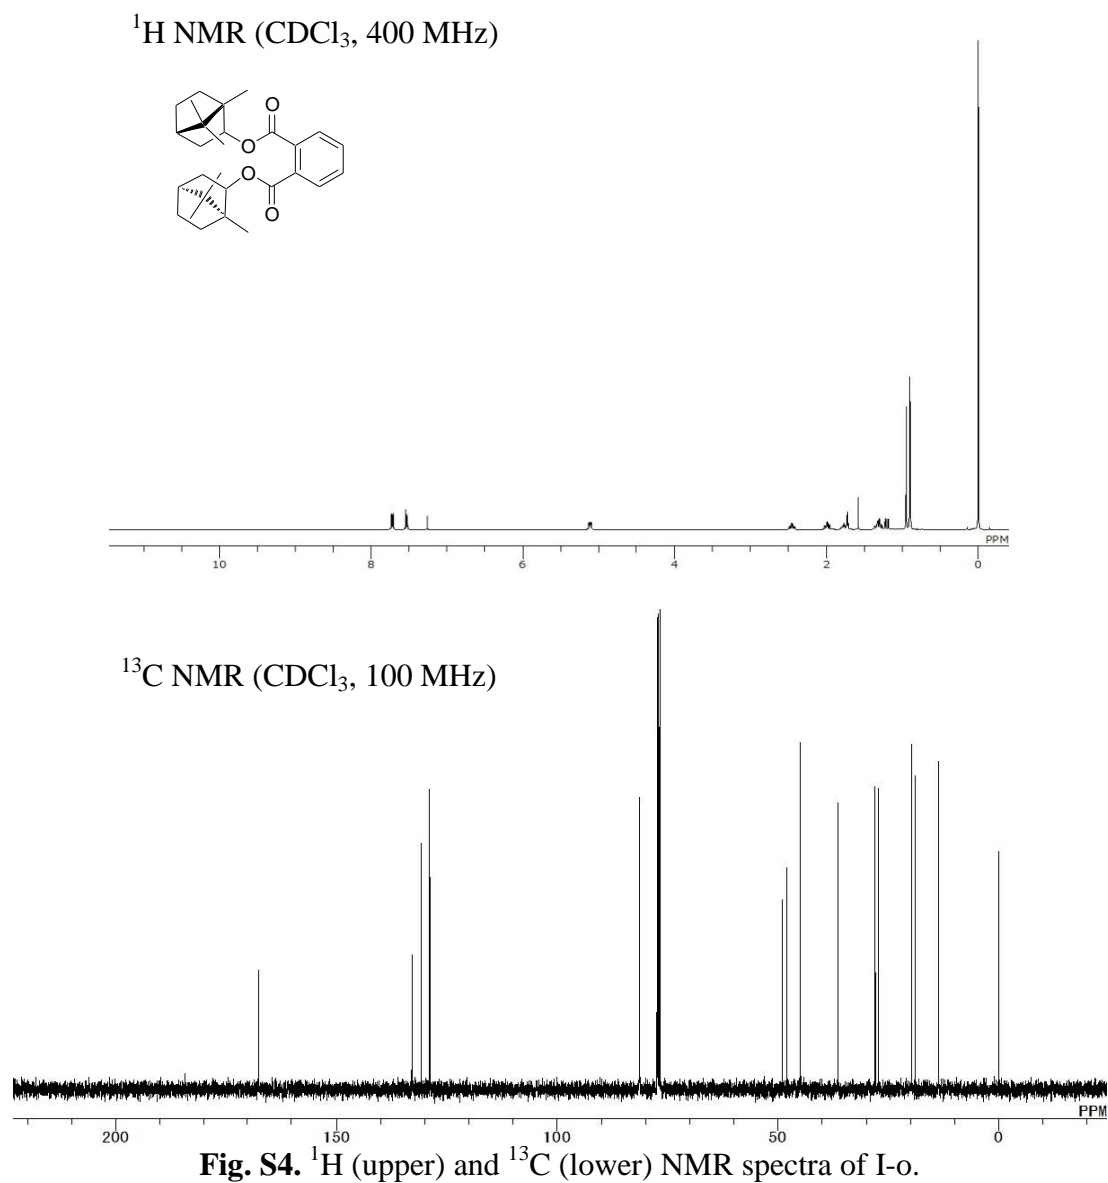 ¹H NMR (CDCl₃, 400 MHz)
O
O
O
O
PPM
10 8 6 4 2 0
¹³C NMR (CDCl₃, 100 MHz)
PPM
200 150 100 50 0
Fig. S4. ¹H (upper) and ¹³C (lower) NMR spectra of I-o.